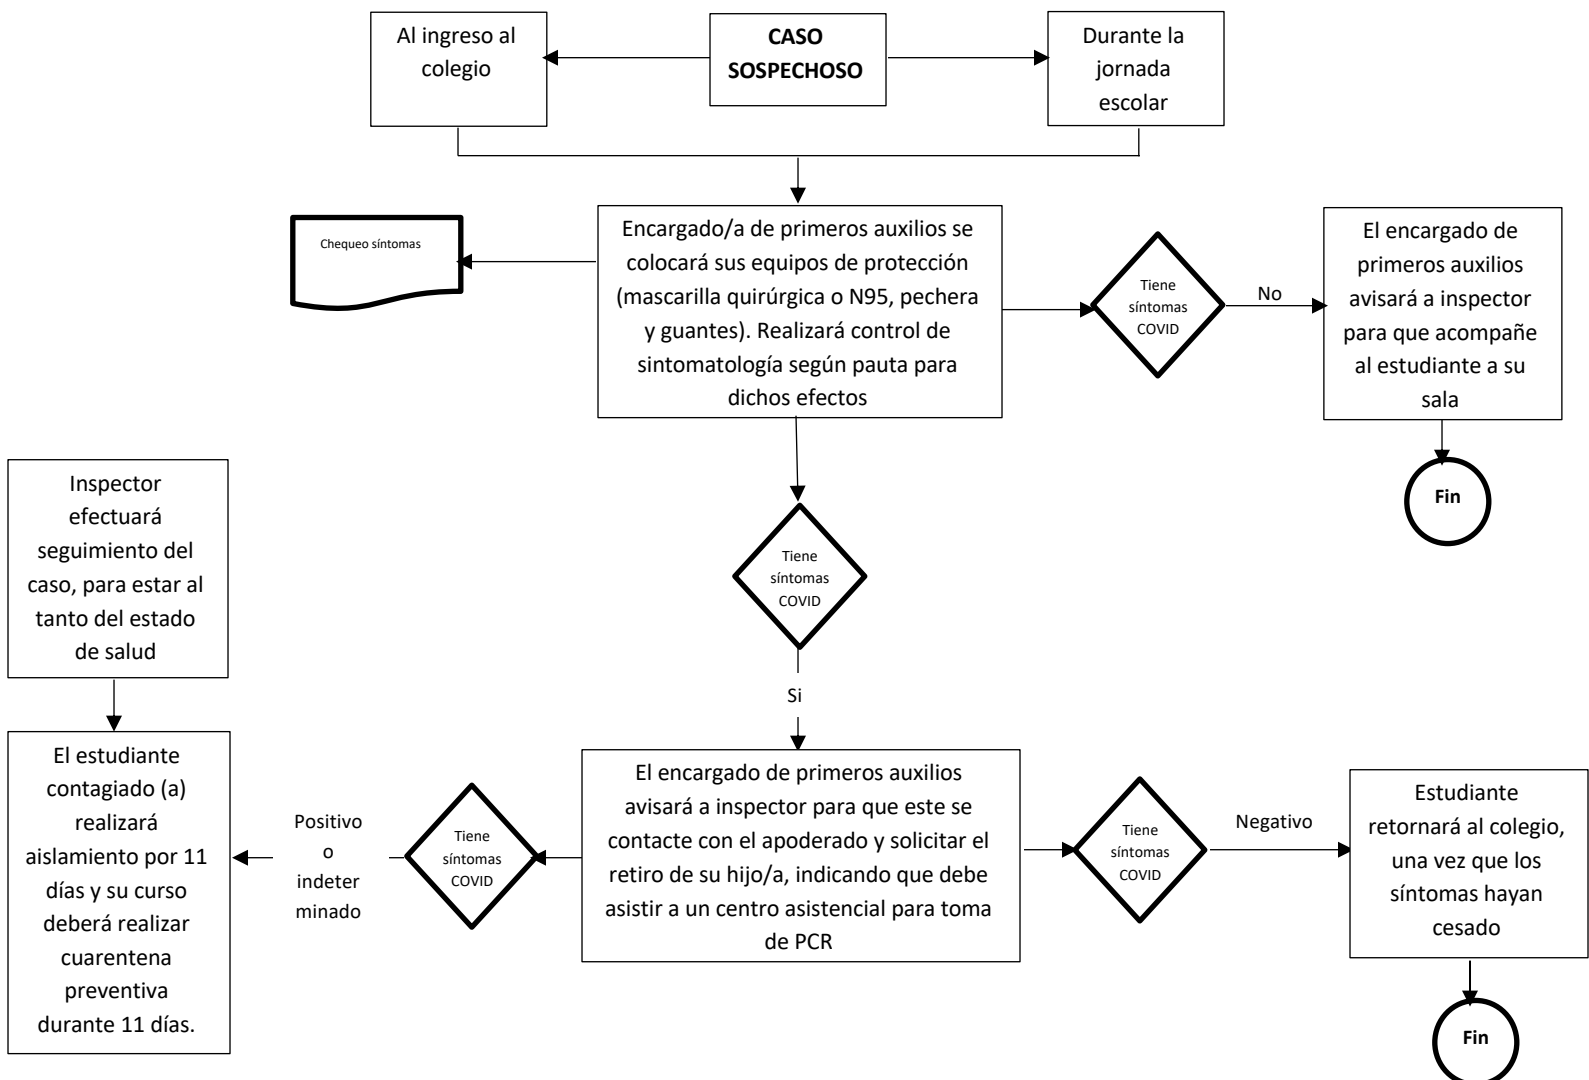 Al ingreso al
colegio
CASO
SOSPECHOSO
Durante la
jornada
escolar
Chequeo síntomas
Encargado/a de primeros auxilios se
colocará sus equipos de protección
(mascarilla quirúrgica o N95, pechera
y guantes). Realizará control de
sintomatología según pauta para
dichos efectos
Tiene
síntomas
COVID
No
El encargado de
primeros auxilios
avisará a inspector
para que acompañe
al estudiante a su
sala
Fin
Inspector
efectuará
seguimiento del
caso, para estar al
tanto del estado
de salud
Tiene
síntomas
COVID
Si
El estudiante
contagiado (a)
realizará
aislamiento por 11
días y su curso
deberá realizar
cuarentena
preventiva
durante 11 días.
Positivo
o
indeter
minado
Tiene
síntomas
COVID
El encargado de primeros auxilios
avisará a inspector para que este se
contacte con el apoderado y solicitar el
retiro de su hijo/a, indicando que debe
asistir a un centro asistencial para toma
de PCR
Tiene
síntomas
COVID
Negativo
Estudiante
retornará al colegio,
una vez que los
síntomas hayan
cesado
Fin